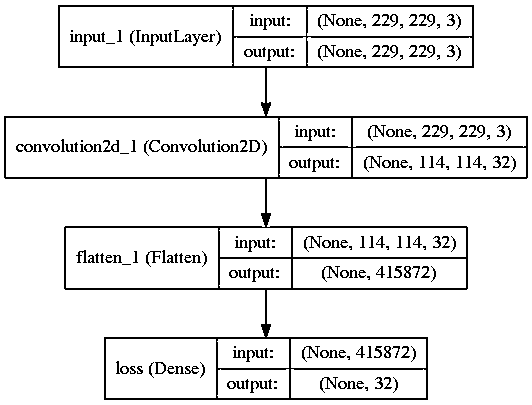 input_1 (InputLayer)
input: (None, 229, 229, 3)
output: (None, 229, 229, 3)
convolution2d_1 (Convolution2D)
input: (None, 229, 229, 3)
output: (None, 114, 114, 32)
flatten_1 (Flatten)
input: (None, 114, 114, 32)
output: (None, 415872)
loss (Dense)
input: (None, 415872)
output: (None, 32)